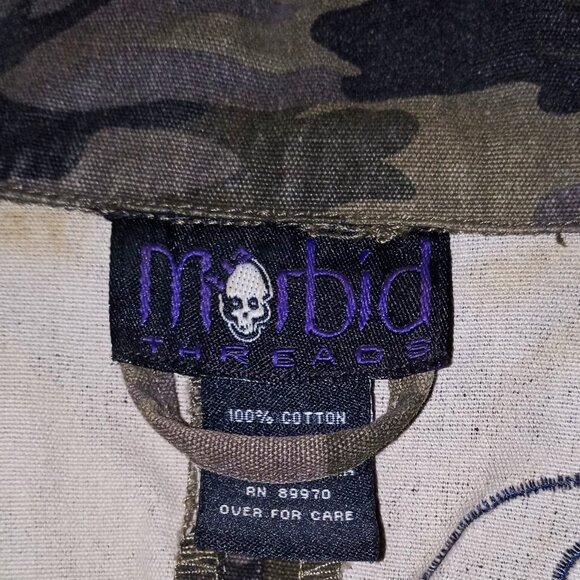 Morbid
THREADS
100% COTTON
RN 89970
OVER FOR CARE